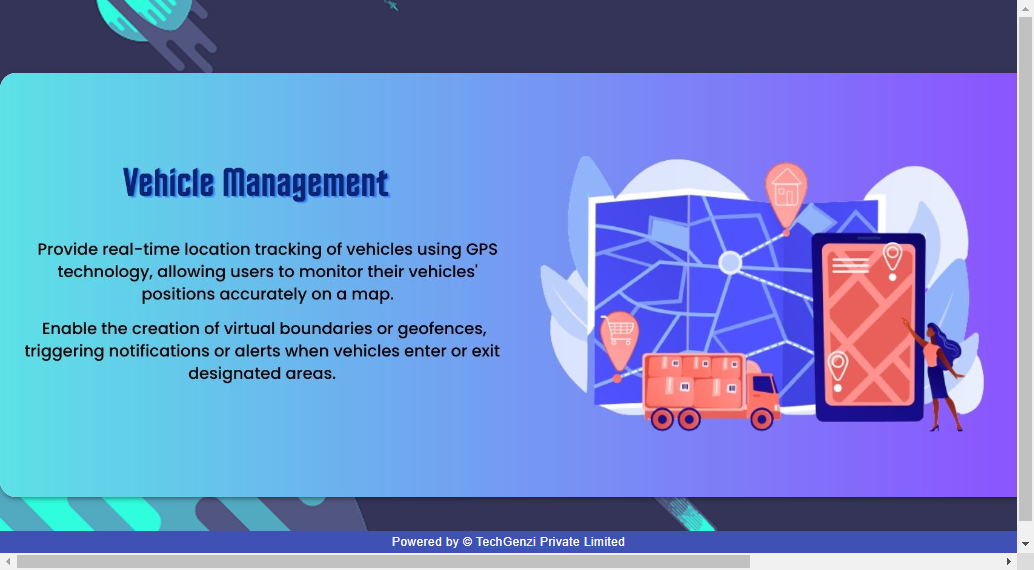 Vehicle Management
Provide real-time location tracking of vehicles using GPS
technology, allowing users to monitor their vehicles'
positions accurately on a map.
Enable the creation of virtual boundaries or geofences,
triggering notifications or alerts when vehicles enter or exit
designated areas.
Powered by © TechGenzi Private Limited